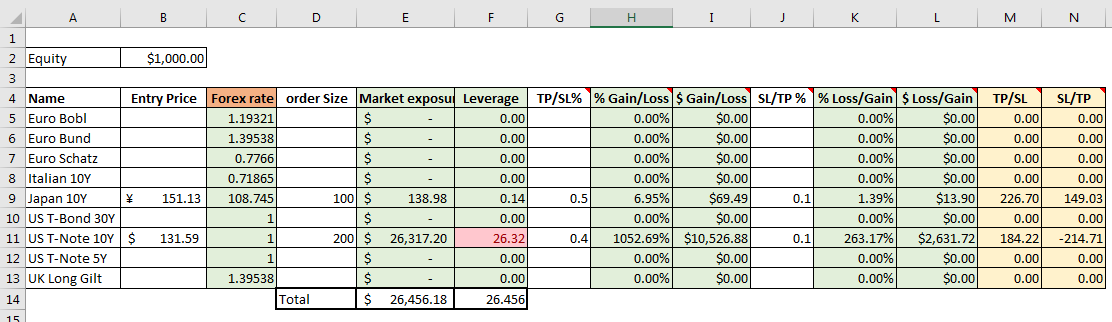 A B C D E F G H I J K L M N
1
2 Equity $1,000.00
3
4 Name Entry Price Forex rate order Size Market exposu Leverage TP/SL% % Gain/Loss $ Gain/Loss SL/TP % % Loss/Gain $ Loss/Gain TP/SL SL/TP
5 Euro Bobl 1.19321 $ - 0.00 0.00% $0.00 0.00% $0.00 0.00 0.00
6 Euro Bund 1.39538 $ - 0.00 0.00% $0.00 0.00% $0.00 0.00 0.00
7 Euro Schatz 0.7766 $ - 0.00 0.00% $0.00 0.00% $0.00 0.00 0.00
8 Italian 10Y 0.71865 $ - 0.00 0.00% $0.00 0.00% $0.00 0.00 0.00
9 Japan 10Y ¥ 151.13 108.745 100 $ 138.98 0.14 0.5 6.95% $69.49 0.1 1.39% $13.90 226.70 149.03
10 US T-Bond 30Y 1 $ - 0.00 0.00% $0.00 0.00% $0.00 0.00 0.00
11 US T-Note 10Y $ 131.59 1 200 $ 26,317.20 26.32 0.4 1052.69% $10,526.88 0.1 263.17% $2,631.72 184.22 -214.71
12 US T-Note 5Y 1 $ - 0.00 0.00% $0.00 0.00% $0.00 0.00 0.00
13 UK Long Gilt 1.39538 $ - 0.00 0.00% $0.00 0.00% $0.00 0.00 0.00
14 Total $ 26,456.18 26.456
15